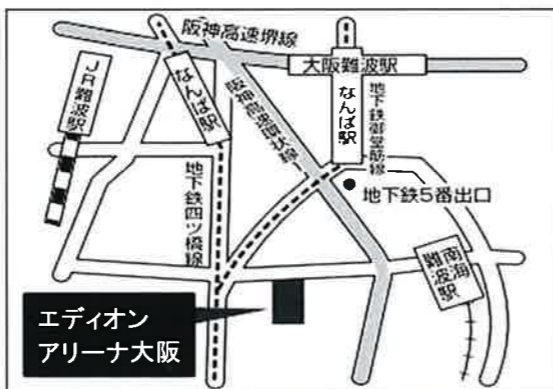 阪神高速堺線
大阪難波駅
なんば駅
なんば駅
JR難波駅
阪神高速環状線
地下鉄御堂筋線
地下鉄5番出口
地下鉄四ツ橋線
南海
難波駅
エディオン
アリーナ大阪